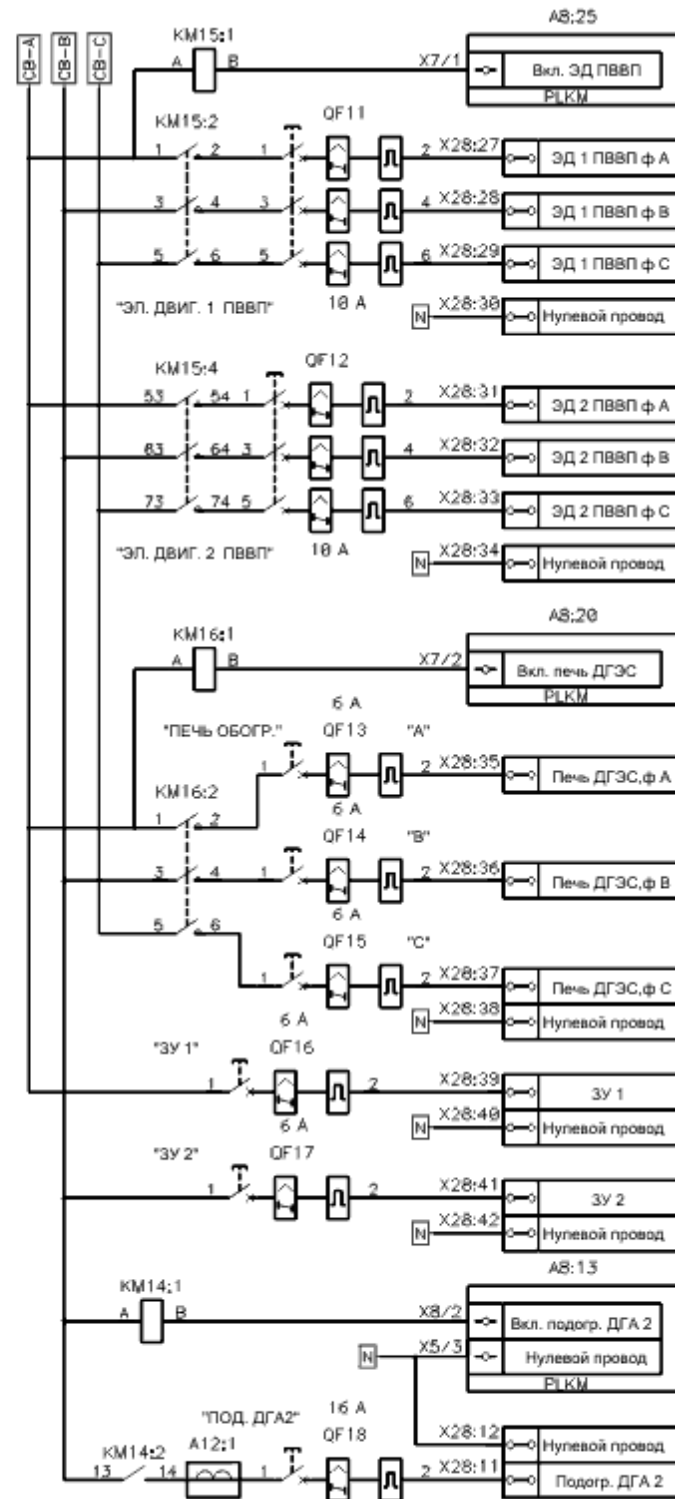 A8:25
КМ15:1
СВ-А СВ-В СВ-С
А В Х7/1 Вкл. ЭД ПВВП
PLKM
КМ15:2 QF11
1 2 1 2 Х28:27 ЭД 1 ПВВП ф А
3 4 3 4 Х28:28 ЭД 1 ПВВП ф В
5 6 5 6 Х28:29 ЭД 1 ПВВП ф С
"ЭЛ. ДВИГ. 1 ПВВП" 10 А N Х28:30 Нулевой провод
КМ15:4 QF12
53 54 1 2 Х28:31 ЭД 2 ПВВП ф А
63 64 3 4 Х28:32 ЭД 2 ПВВП ф В
73 74 5 6 Х28:33 ЭД 2 ПВВП ф С
"ЭЛ. ДВИГ. 2 ПВВП" 10 А N Х28:34 Нулевой провод
A8:20
КМ16:1
А В Х7/2 Вкл. печь ДГЭС
PLKM
6 А
"ПЕЧЬ ОБОГР." QF13 "А"
1 2 Х28:35 Печь ДГЭС,ф А
КМ16:2 6 А
1 2 QF14 "В"
3 4 1 2 Х28:36 Печь ДГЭС,ф В
6 А
5 6 QF15 "С"
1 2 Х28:37 Печь ДГЭС,ф С
6 А N Х28:38 Нулевой провод
"ЗУ 1" QF16
1 2 Х28:39 ЗУ 1
6 А N Х28:40 Нулевой провод
"ЗУ 2" QF17
1 2 Х28:41 ЗУ 2
N Х28:42 Нулевой провод
A8:13
КМ14:1
А В Х8/2 Вкл. подогр. ДГА 2
N Х5/3 Нулевой провод
PLKM
"ПОД. ДГА2" 16 А
КМ14:2 А12:1 QF18 Х28:12 Нулевой провод
13 14 1 2 Х28:11 Подогр. ДГА 2